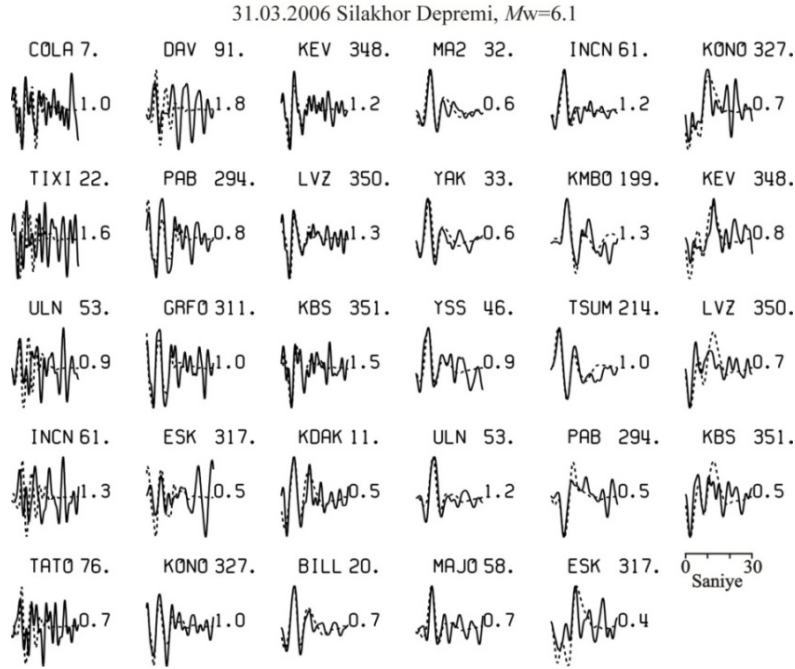 31.03.2006 Silakhor Depremi, Mw=6.1
COLA 7. DAV 91. KEV 348. MA2 32. INCN 61. KONO 327.
1.0 1.8 1.2 0.6 1.2 0.7
TIXI 22. PAB 294. LVZ 350. YAK 33. KMBO 199. KEV 348.
1.6 0.8 1.3 0.6 1.3 0.8
ULN 53. GRFO 311. KBS 351. YSS 46. TSUM 214. LVZ 350.
0.9 1.0 1.5 0.9 1.0 0.7
INCN 61. ESK 317. KDAK 11. ULN 53. PAB 294. KBS 351.
1.3 0.5 0.5 1.2 0.5 0.5
TATO 76. KONO 327. BILL 20. MAJO 58. ESK 317.
0 30
Saniye
0.7 1.0 0.7 0.7 0.4